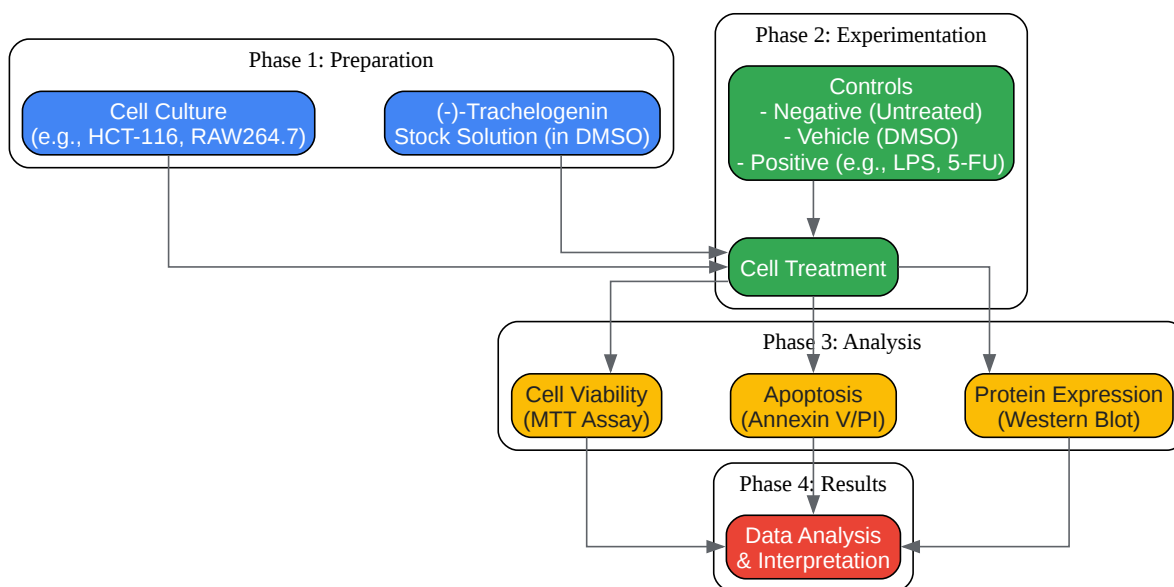 Phase 1: Preparation
Cell Culture
(e.g., HCT-116, RAW264.7)
(-)-Trachelogenin
Stock Solution (in DMSO)
Phase 2: Experimentation
Controls
- Negative (Untreated)
- Vehicle (DMSO)
- Positive (e.g., LPS, 5-FU)
Cell Treatment
Phase 3: Analysis
Cell Viability
(MTT Assay)
Apoptosis
(Annexin V/PI)
Protein Expression
(Western Blot)
Phase 4: Results
Data Analysis
& Interpretation